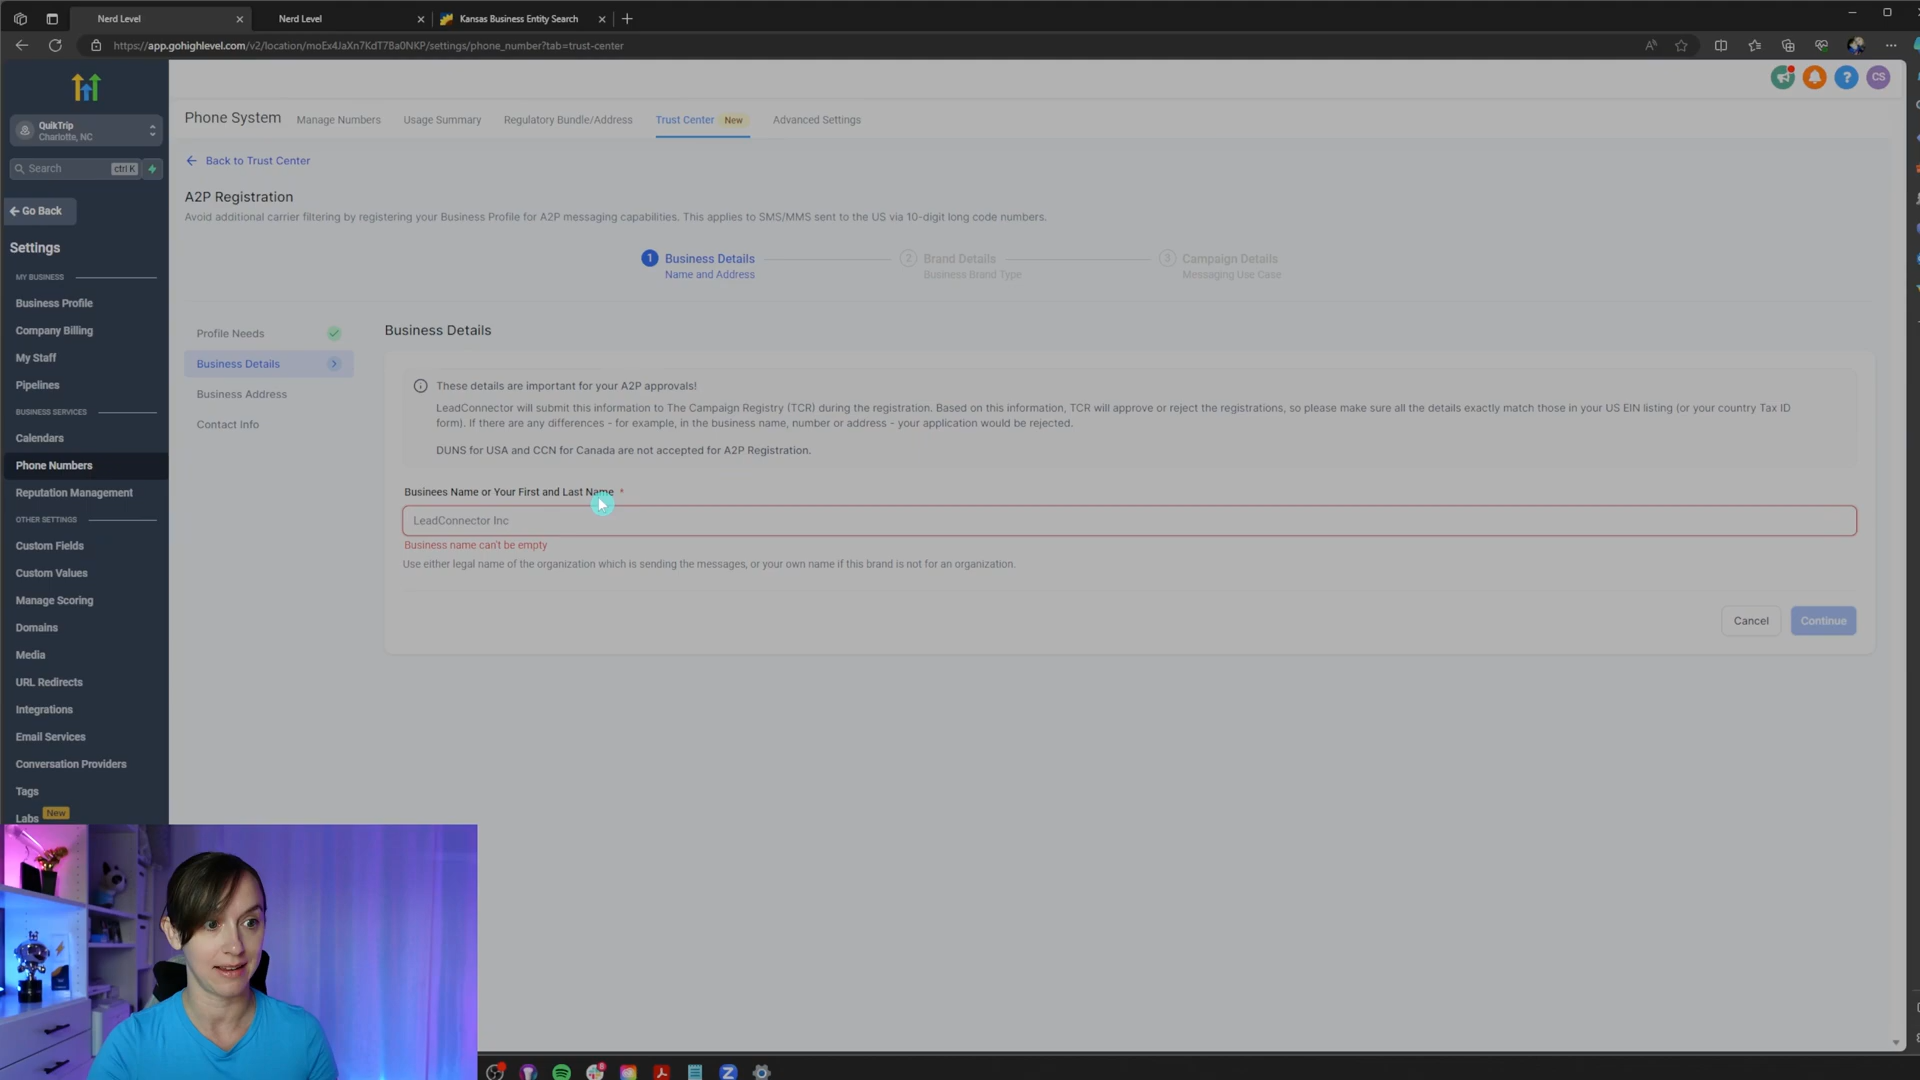 Nerd Level
Nerd Level
Kansas Business Entity Search
https://app.gohighlevel.com/v2/location/moEx4JaXn7KdT7Ba0NKP/settings/phone_number?tab=trust-center
CS
QuikTrip
Charlotte, NC
Search
ctrl K
Go Back
Settings
MY BUSINESS
Business Profile
Company Billing
My Staff
Pipelines
BUSINESS SERVICES
Calendars
Phone Numbers
Reputation Management
OTHER SETTINGS
Custom Fields
Custom Values
Manage Scoring
Domains
Media
URL Redirects
Integrations
Email Services
Conversation Providers
Tags
Labs New
Phone System
Manage Numbers
Usage Summary
Regulatory Bundle/Address
Trust Center New
Advanced Settings
Back to Trust Center
A2P Registration
Avoid additional carrier filtering by registering your Business Profile for A2P messaging capabilities. This applies to SMS/MMS sent to the US via 10-digit long code numbers.
1 Business Details
Name and Address
2 Brand Details
Business Brand Type
3 Campaign Details
Messaging Use Case
Profile Needs
Business Details
Business Address
Contact Info
Business Details
These details are important for your A2P approvals!
LeadConnector will submit this information to The Campaign Registry (TCR) during the registration. Based on this information, TCR will approve or reject the registrations, so please make sure all the details exactly match those in your US EIN listing (or your country Tax ID
form). If there are any differences - for example, in the business name, number or address - your application would be rejected.
DUNS for USA and CCN for Canada are not accepted for A2P Registration.
Businees Name or Your First and Last Name *
LeadConnector Inc
Business name can't be empty
Use either legal name of the organization which is sending the messages, or your own name if this brand is not for an organization.
Cancel
Continue